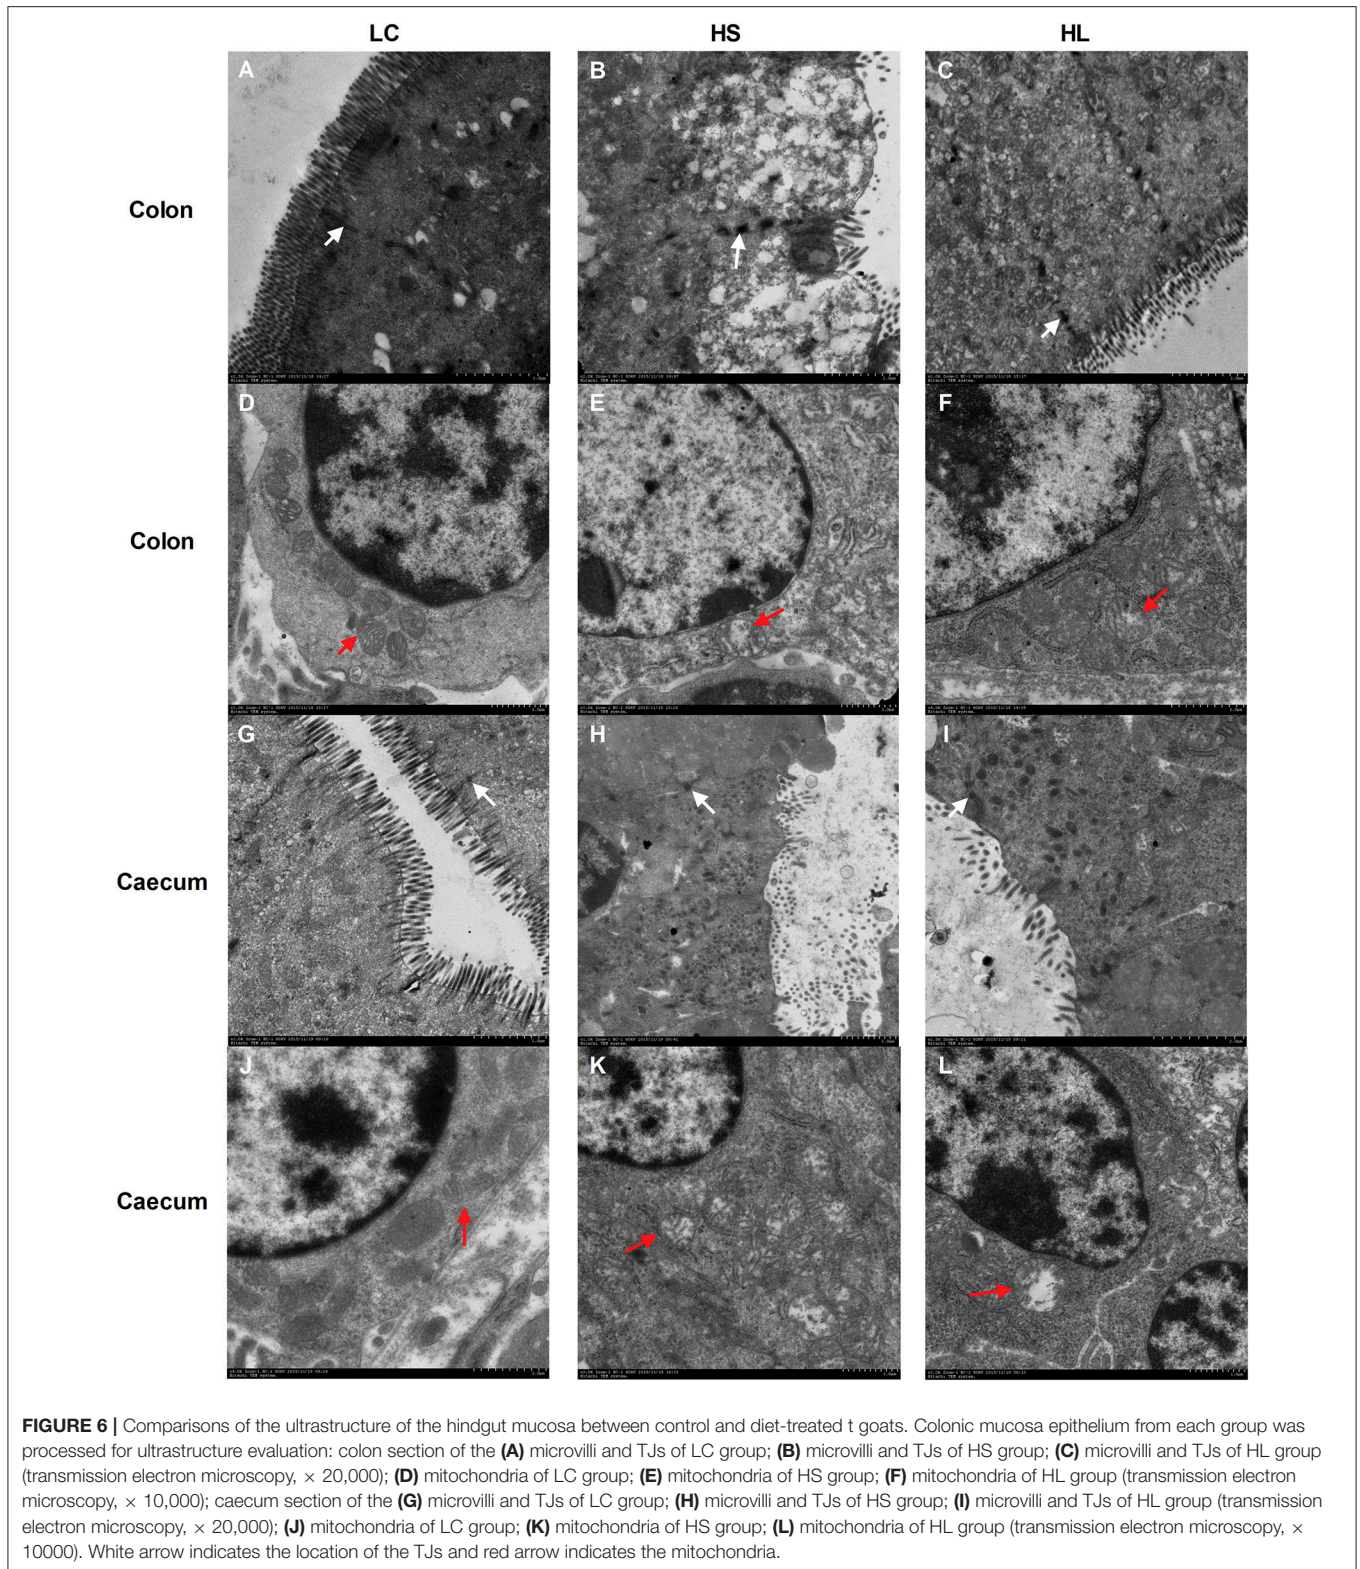 LC HS HL
A B C
Colon
D E F
Colon
G H I
Caecum
J K L
Caecum
FIGURE 6 | Comparisons of the ultrastructure of the hindgut mucosa between control and diet-treated t goats. Colonic mucosa epithelium from each group was
processed for ultrastructure evaluation: colon section of the (A) microvilli and TJs of LC group; (B) microvilli and TJs of HS group; (C) microvilli and TJs of HL group
(transmission electron microscopy, × 20,000); (D) mitochondria of LC group; (E) mitochondria of HS group; (F) mitochondria of HL group (transmission electron
microscopy, × 10,000); caecum section of the (G) microvilli and TJs of LC group; (H) microvilli and TJs of HS group; (I) microvilli and TJs of HL group (transmission
electron microscopy, × 20,000); (J) mitochondria of LC group; (K) mitochondria of HS group; (L) mitochondria of HL group (transmission electron microscopy, ×
10000). White arrow indicates the location of the TJs and red arrow indicates the mitochondria.